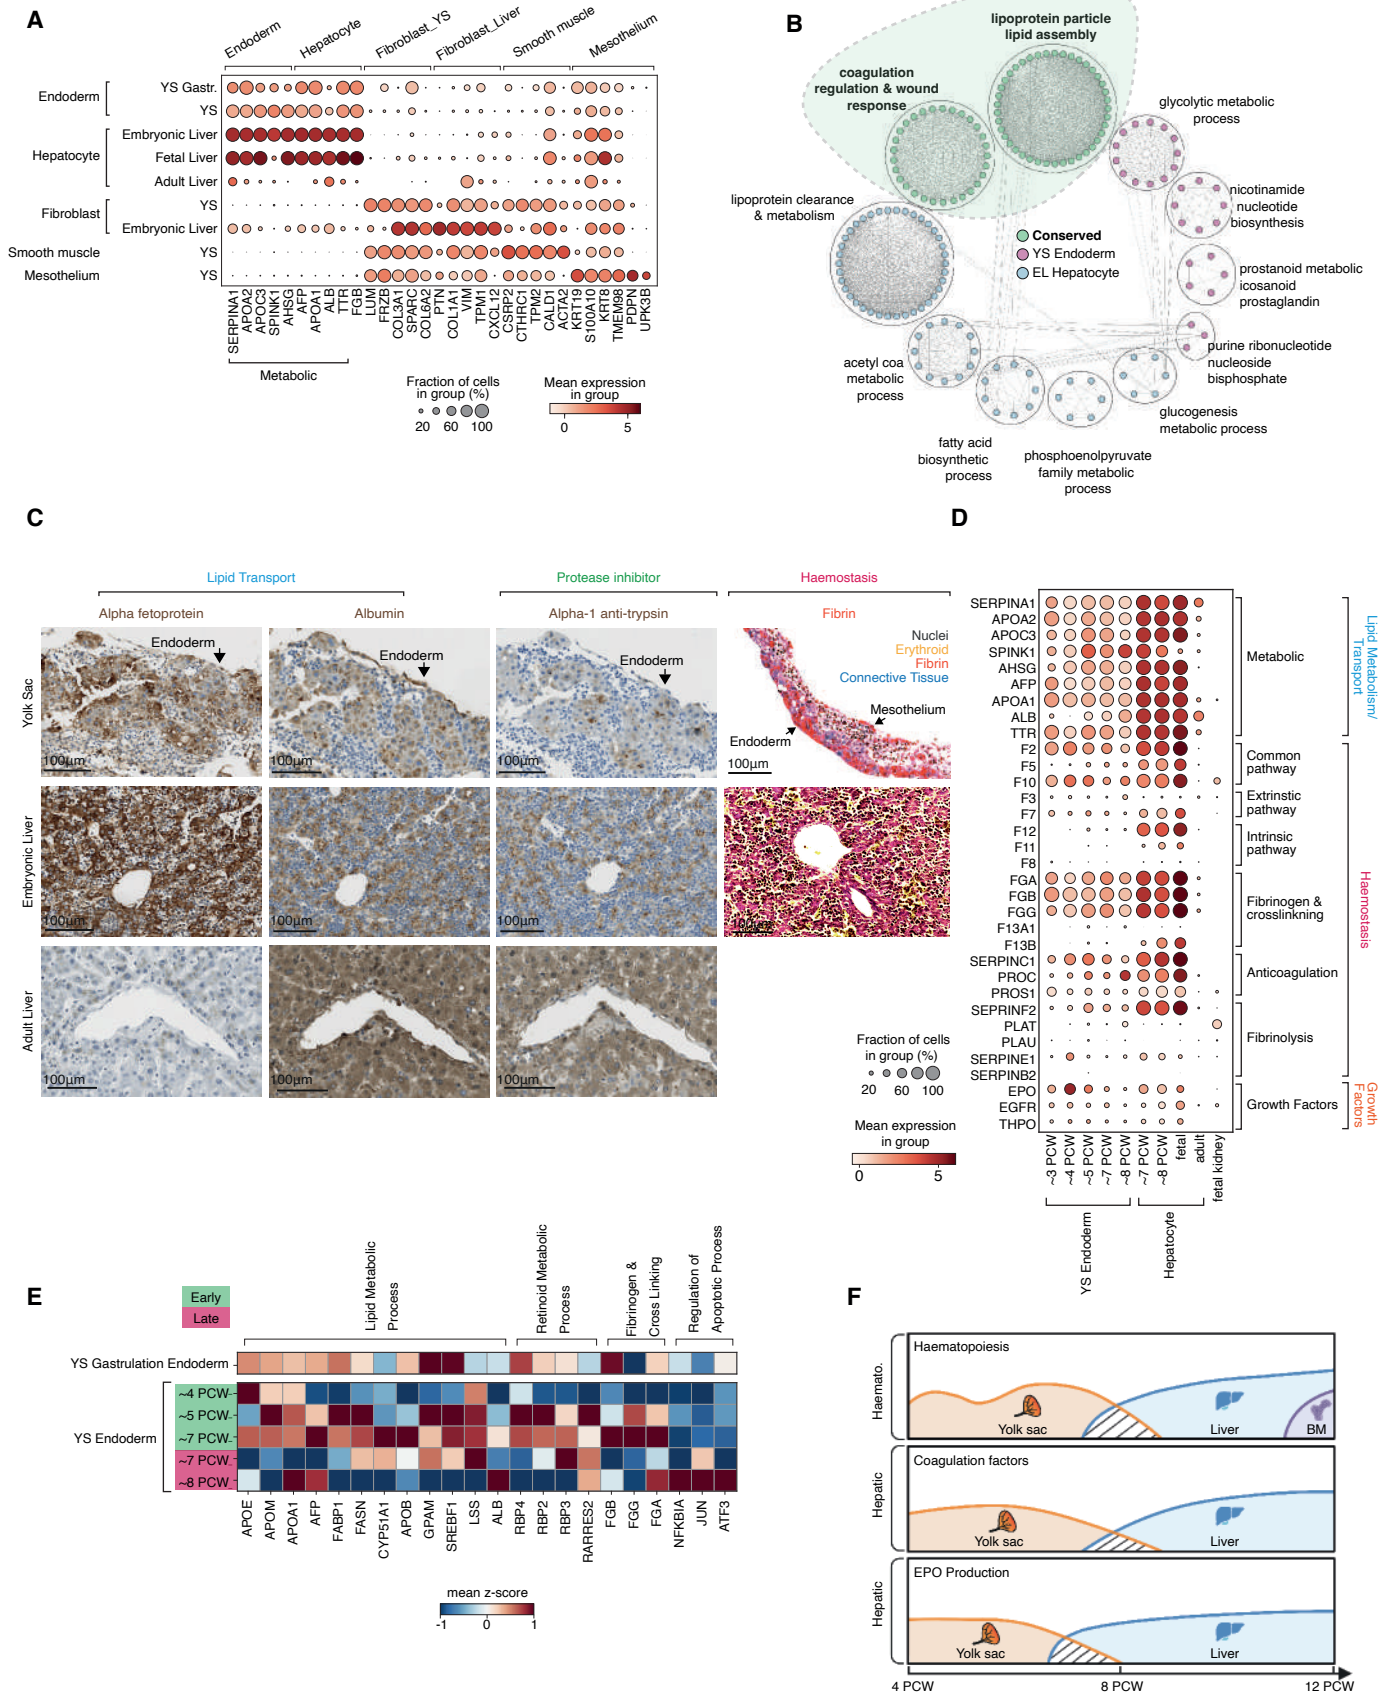 A
Endoderm
Hepatocyte
Fibroblast_YS
Fibroblast_Liver
Smooth muscle
Mesothelium
Endoderm
YS Gastr.
YS
Hepatocyte
Embryonic Liver
Fetal Liver
Adult Liver
Fibroblast
YS
Embryonic Liver
Smooth muscle
YS
Mesothelium
YS
SERPINA1
APOA2
APOC3
SPINK1
AHSG
AFP
APOA1
ALB
TTR
FGB
LUM
FRZB
COL3A1
SPARC
COL6A2
PTN
COL1A1
VIM
TPM1
CXCL12
CSRP2
CTHRC1
TPM2
CALD1
ACTA2
KRT19
S100A10
KRT8
TMEM98
PDPN
UPK3B
Metabolic
Fraction of cells
in group (%)
20 60 100
Mean expression
in group
0 5
B
lipoprotein particle
lipid assembly
coagulation
regulation & wound
response
glycolytic metabolic
process
nicotinamide
nucleotide
biosynthesis
lipoprotein clearance
& metabolism
Conserved
YS Endoderm
EL Hepatocyte
prostanoid metabolic
icosanoid
prostaglandin
purine ribonucleotide
nucleoside
bisphosphate
acetyl coa
metabolic
process
glucogenesis
metabolic process
fatty acid
biosynthetic
process
phosphoenolpyruvate
family metabolic
process
C
Lipid Transport
Protease inhibitor
Haemostasis
Alpha fetoprotein
Albumin
Alpha-1 anti-trypsin
Fibrin
Yolk Sac
Endoderm
100µm
Endoderm
100µm
Endoderm
100µm
Nuclei
Erythroid
Fibrin
Connective Tissue
Mesothelium
Endoderm
100µm
Embryonic Liver
100µm
100µm
100µm
100µm
Adult Liver
100µm
100µm
100µm
D
SERPINA1
APOA2
APOC3
SPINK1
AHSG
AFP
APOA1
ALB
TTR
F2
F5
F10
F3
F7
F12
F11
F8
FGA
FGB
FGG
F13A1
F13B
SERPINC1
PROC
PROS1
SEPRINF2
PLAT
PLAU
SERPINE1
SERPINB2
EPO
EGFR
THPO
Metabolic
Common
pathway
Extrinstic
pathway
Intrinsic
pathway
Fibrinogen &
crosslinking
Anticoagulation
Fibrinolysis
Growth Factors
Lipid Metabolism/
Transport
Haemostasis
Growth
Factors
~3 PCW
~4 PCW
~5 PCW
~7 PCW
~8 PCW
~7 PCW
~8 PCW
fetal
adult
fetal kidney
YS Endoderm
Hepatocyte
Fraction of cells
in group (%)
20 60 100
Mean expression
in group
0 5
E
Early
Late
Lipid Metabolic
Process
Retinoid Metabolic
Process
Fibrinogen &
Cross Linking
Regulation of
Apoptotic Process
YS Gastrulation Endoderm
YS Endoderm
~4 PCW
~5 PCW
~7 PCW
~7 PCW
~8 PCW
APOE
APOM
APOA1
AFP
FABP1
FASN
CYP51A1
APOB
GPAM
SREBF1
LSS
ALB
RBP4
RBP2
RBP3
RARRES2
FGB
FGG
FGA
NFKBIA
JUN
ATF3
mean z-score
-1 0 1
F
Haemato.
Haematopoiesis
Yolk sac
Liver
BM
Hepatic
Coagulation factors
Yolk sac
Liver
Hepatic
EPO Production
Yolk sac
Liver
4 PCW 8 PCW 12 PCW